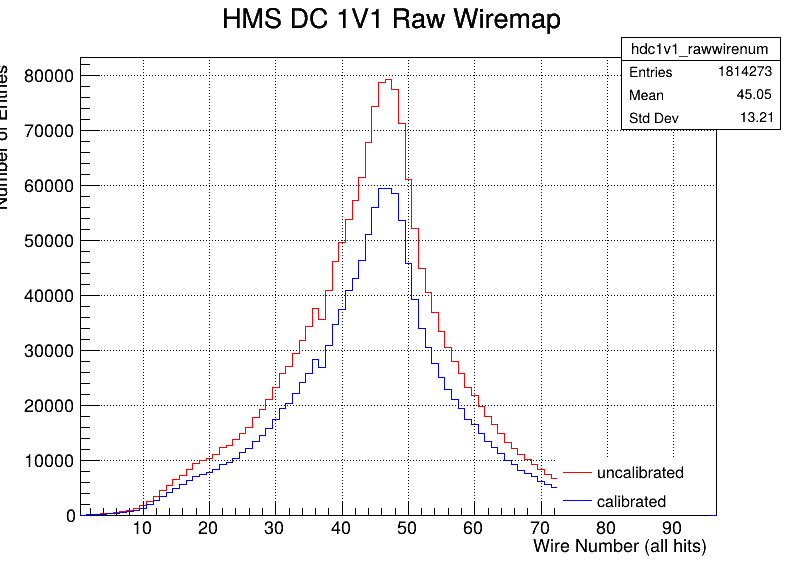 HMS DC 1V1 Raw Wiremap
hdc1v1_rawwirenum
Entries 1814273
Mean 45.05
Std Dev 13.21
Number of Entries
80000
70000
60000
50000
40000
30000
20000
10000
0
uncalibrated
calibrated
10 20 30 40 50 60 70 80 90
Wire Number (all hits)